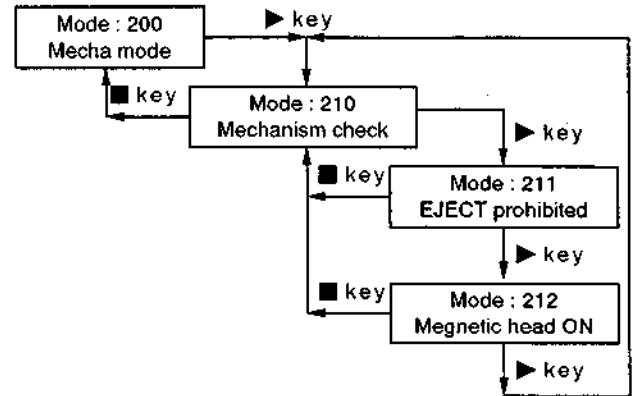 Mode : 200
Mecha mode
▶ key
■ key
Mode : 210
Mechanism check
▶ key
■ key
Mode : 211
EJECT prohibited
▶ key
■ key
Mode : 212
Megnetic head ON
▶ key